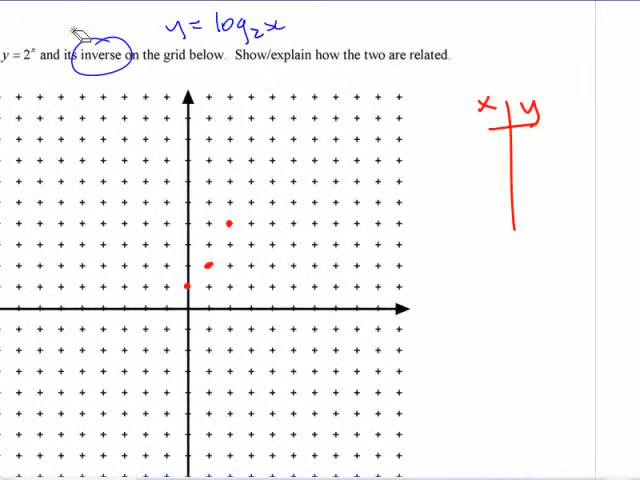 y = log₂x
y = 2ˣ and its inverse on the grid below. Show/explain how the two are related.
x y